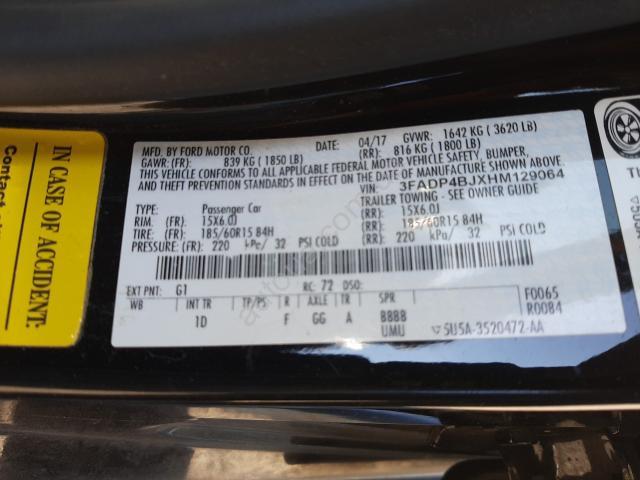 IN CASE OF ACCIDENT:
Contact
MFD. BY FORD MOTOR CO.
DATE: 04/17 GVWR: 1642 KG ( 3620 LB)
GAWR: (FR): 839 KG ( 1850 LB) (RR): 816 KG ( 1800 LB)
THIS VEHICLE CONFORMS TO ALL APPLICABLE FEDERAL MOTOR VEHICLE SAFETY, BUMPER,
AND THEFT PREVENTION STANDARDS IN EFFECT ON THE DATE OF MANUFACTURE SHOWN ABOVE.
VIN: 3FADP4BJXHM129064
TYPE: Passenger Car TRAILER TOWING - SEE OWNER GUIDE
RIM: (FR): 15X6.0J (RR): 15X6.0J
TIRE: (FR): 185/60R15 84H (RR): 185/60R15 84H
PRESSURE: (FR): 220 kPa/ 32 PSI COLD (RR): 220 kPa/ 32 PSI COLD
EXT PNT: G1 RC: 72 DSO:
WB INT TR TP/PS R AXLE TR SPR
1D F GG A 8888
UMU
F0065
R0084
5U5A-3520472-AA